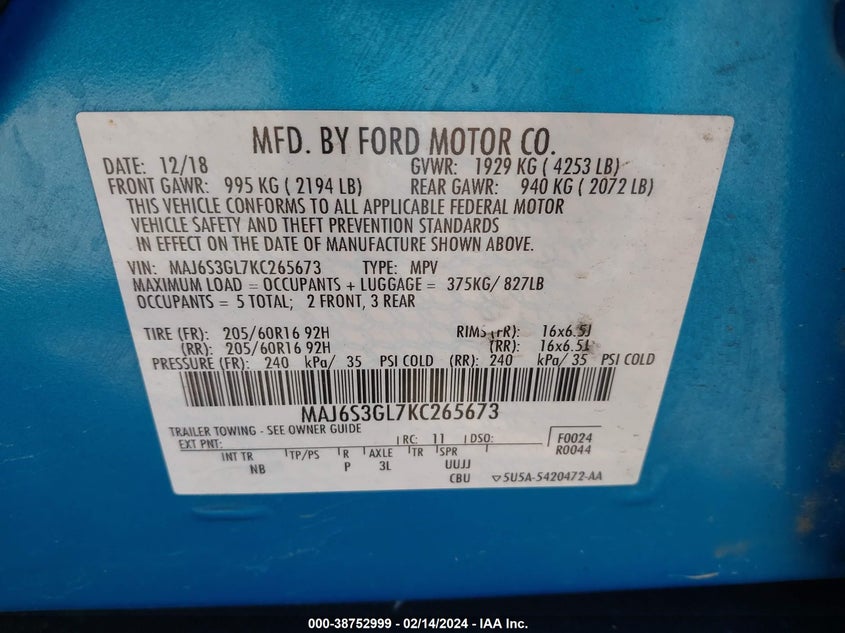 MFD. BY FORD MOTOR CO.
DATE: 12/18 GVWR: 1929 KG ( 4253 LB)
FRONT GAWR: 995 KG ( 2194 LB) REAR GAWR: 940 KG ( 2072 LB)
THIS VEHICLE CONFORMS TO ALL APPLICABLE FEDERAL MOTOR
VEHICLE SAFETY AND THEFT PREVENTION STANDARDS
IN EFFECT ON THE DATE OF MANUFACTURE SHOWN ABOVE.
VIN: MAJ6S3GL7KC265673 TYPE: MPV
MAXIMUM LOAD = OCCUPANTS + LUGGAGE = 375KG/ 827LB
OCCUPANTS = 5 TOTAL; 2 FRONT, 3 REAR
TIRE (FR): 205/60R16 92H RIMS (FR): 16x6.5J
(RR): 205/60R16 92H (RR): 16x6.5J
PRESSURE (FR): 240 kPa/ 35 PSI COLD (RR): 240 kPa/ 35 PSI COLD
MAJ6S3GL7KC265673
TRAILER TOWING - SEE OWNER GUIDE
EXT PNT: RC: 11 DSO: F0024
INT TR TP/PS R AXLE TR SPR R0044
NB P 3L UUJJ
CBU 5U5A-5420472-AA
000-38752999 - 02/14/2024 - IAA Inc.